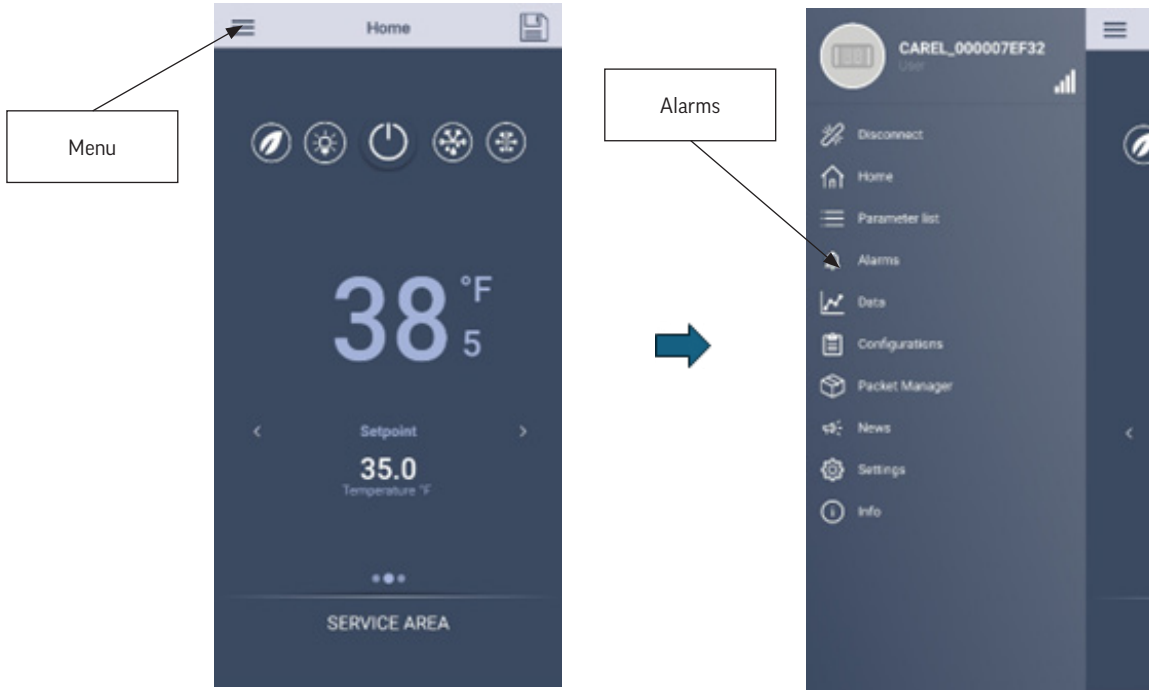 Menu
Home
38 °F
5
Setpoint
35.0
Temperature °F
SERVICE AREA
Alarms
CAREL_000007EF32
User
Disconnect
Home
Parameter list
Alarms
Data
Configurations
Packet Manager
News
Settings
Info